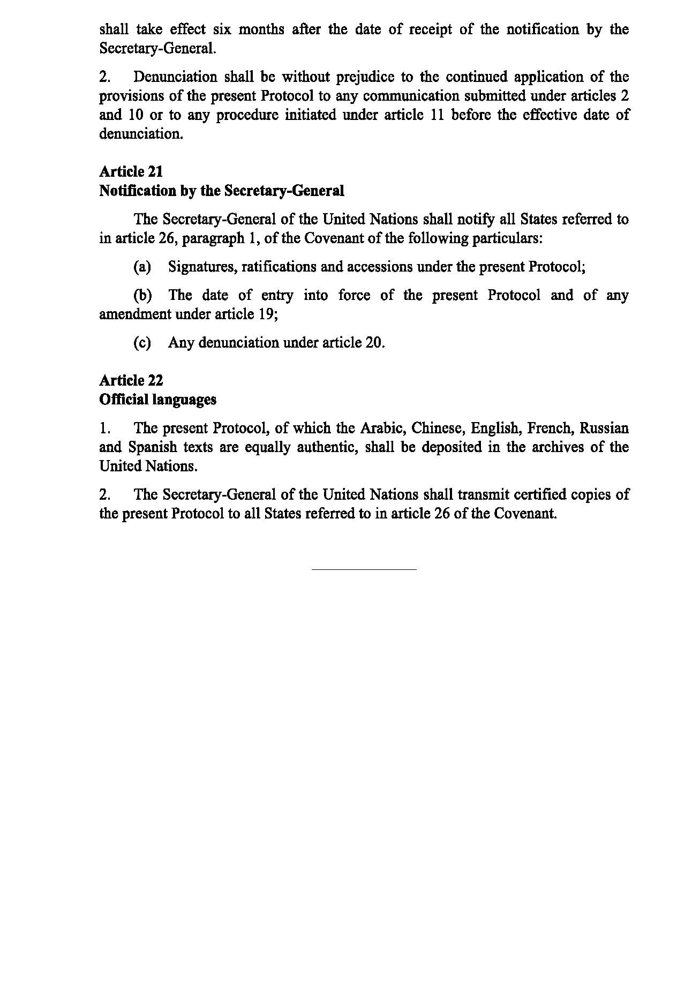 shall take effect six months after the date of receipt of the notification by the
Secretary-General.
2. Denunciation shall be without prejudice to the continued application of the
provisions of the present Protocol to any communication submitted under articles 2
and 10 or to any procedure initiated under article 11 before the effective date of
denunciation.
Article 21
Notification by the Secretary-General
The Secretary-General of the United Nations shall notify all States referred to
in article 26, paragraph 1, of the Covenant of the following particulars:
(a) Signatures, ratifications and accessions under the present Protocol;
(b) The date of entry into force of the present Protocol and of any
amendment under article 19;
(c) Any denunciation under article 20.
Article 22
Official languages
1. The present Protocol, of which the Arabic, Chinese, English, French, Russian
and Spanish texts are equally authentic, shall be deposited in the archives of the
United Nations.
2. The Secretary-General of the United Nations shall transmit certified copies of
the present Protocol to all States referred to in article 26 of the Covenant.